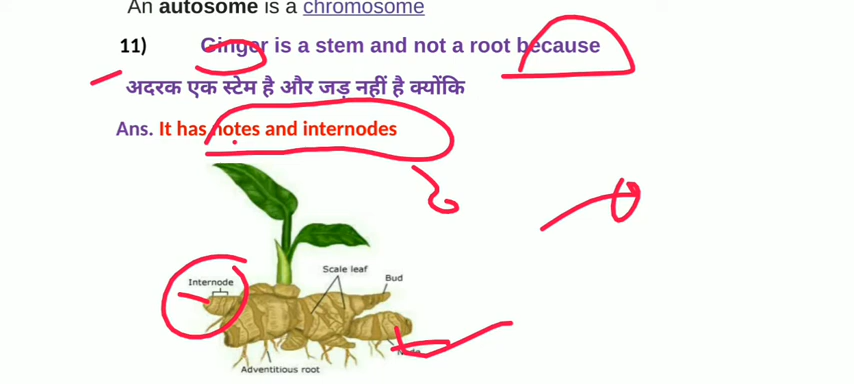 An autosome is a chromosome
11) Ginger is a stem and not a root because
अदरक एक स्टेम है और जड़ नहीं है क्योंकि
Ans. It has notes and internodes
Scale leaf
Internode
Bud
Node
Adventitious root